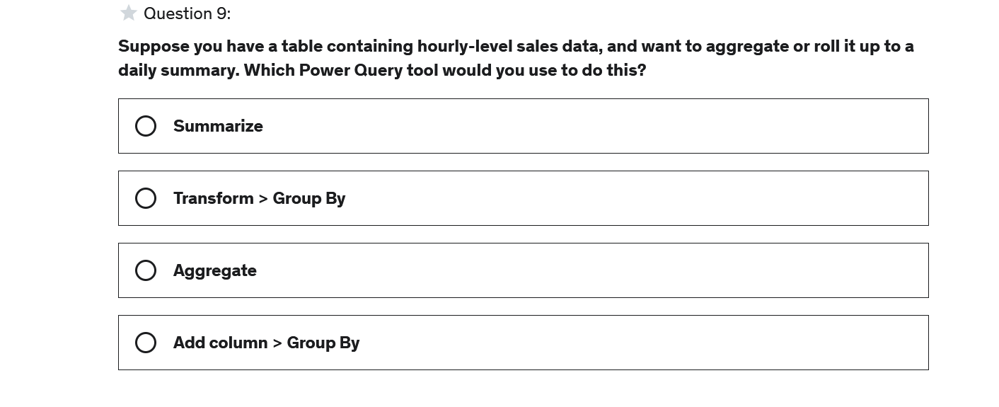 Question 9:
Suppose you have a table containing hourly-level sales data, and want to aggregate or roll it up to a
daily summary. Which Power Query tool would you use to do this?
Summarize
Transform > Group By
Aggregate
Add column > Group By